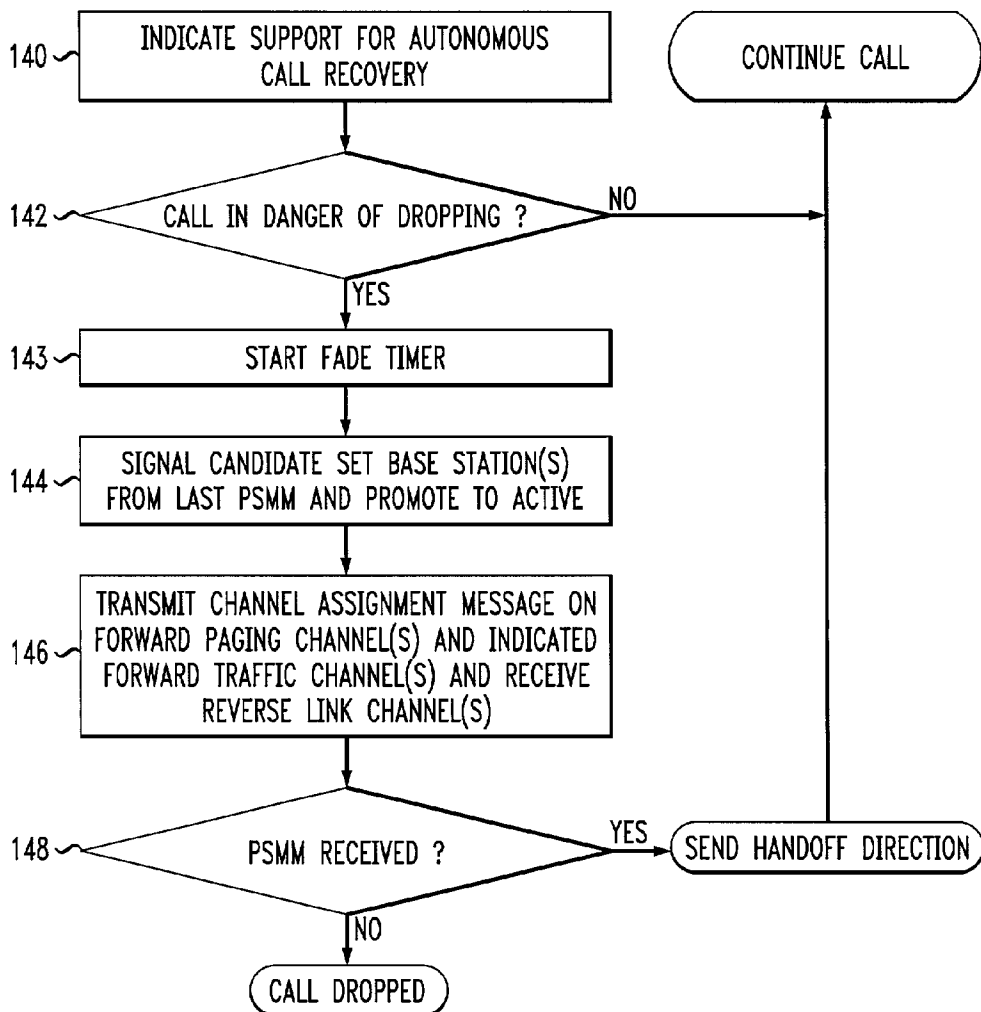 140
INDICATE SUPPORT FOR AUTONOMOUS
CALL RECOVERY
CONTINUE CALL
142
CALL IN DANGER OF DROPPING ?
NO
YES
143
START FADE TIMER
144
SIGNAL CANDIDATE SET BASE STATION(S)
FROM LAST PSMM AND PROMOTE TO ACTIVE
146
TRANSMIT CHANNEL ASSIGNMENT MESSAGE ON
FORWARD PAGING CHANNEL(S) AND INDICATED
FORWARD TRAFFIC CHANNEL(S) AND RECEIVE
REVERSE LINK CHANNEL(S)
148
PSMM RECEIVED ?
YES
SEND HANDOFF DIRECTION
NO
CALL DROPPED